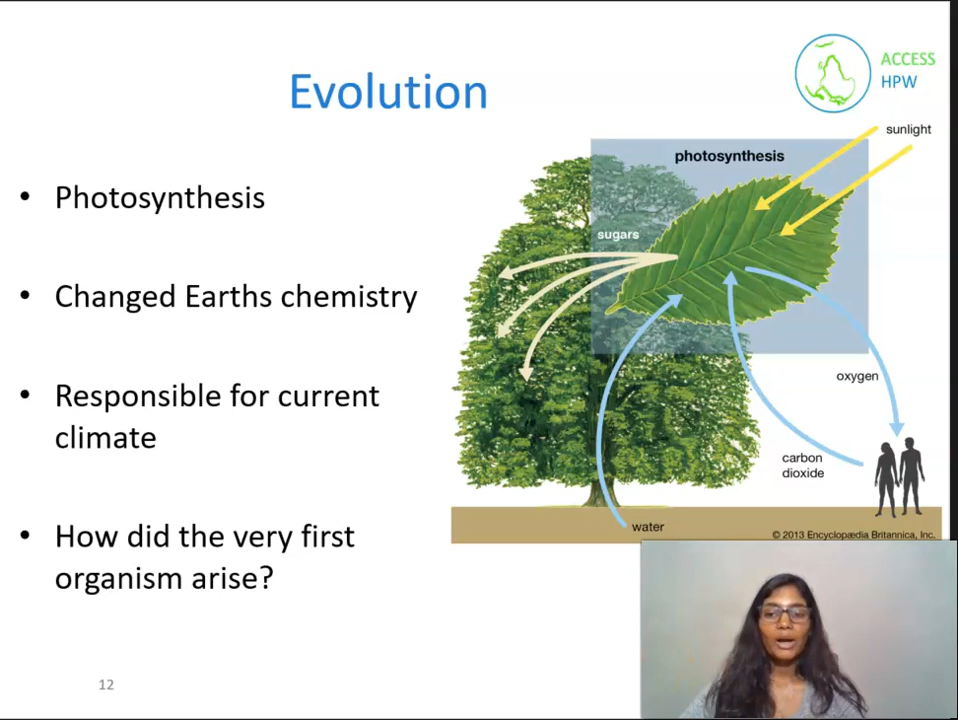 ACCESS
HPW
Evolution
sunlight
photosynthesis
• Photosynthesis
sugars
• Changed Earths chemistry
oxygen
• Responsible for current
climate
carbon
dioxide
water
© 2013 Encyclopædia Britannica, Inc.
• How did the very first
organism arise?
12